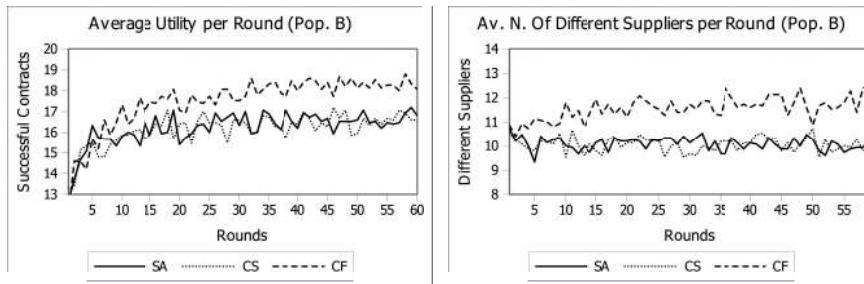 Average Utility per Round (Pop. B)
Successful Contracts
20
19
18
17
16
15
14
13
5 10 15 20 25 30 35 40 45 50 55 60
Rounds
SA CS CF
Av. N. Of Different Suppliers per Round (Pop. B)
Different Suppliers
14
13
12
11
10
9
8
5 10 15 20 25 30 35 40 45 50 55
Rounds
SA CS CF